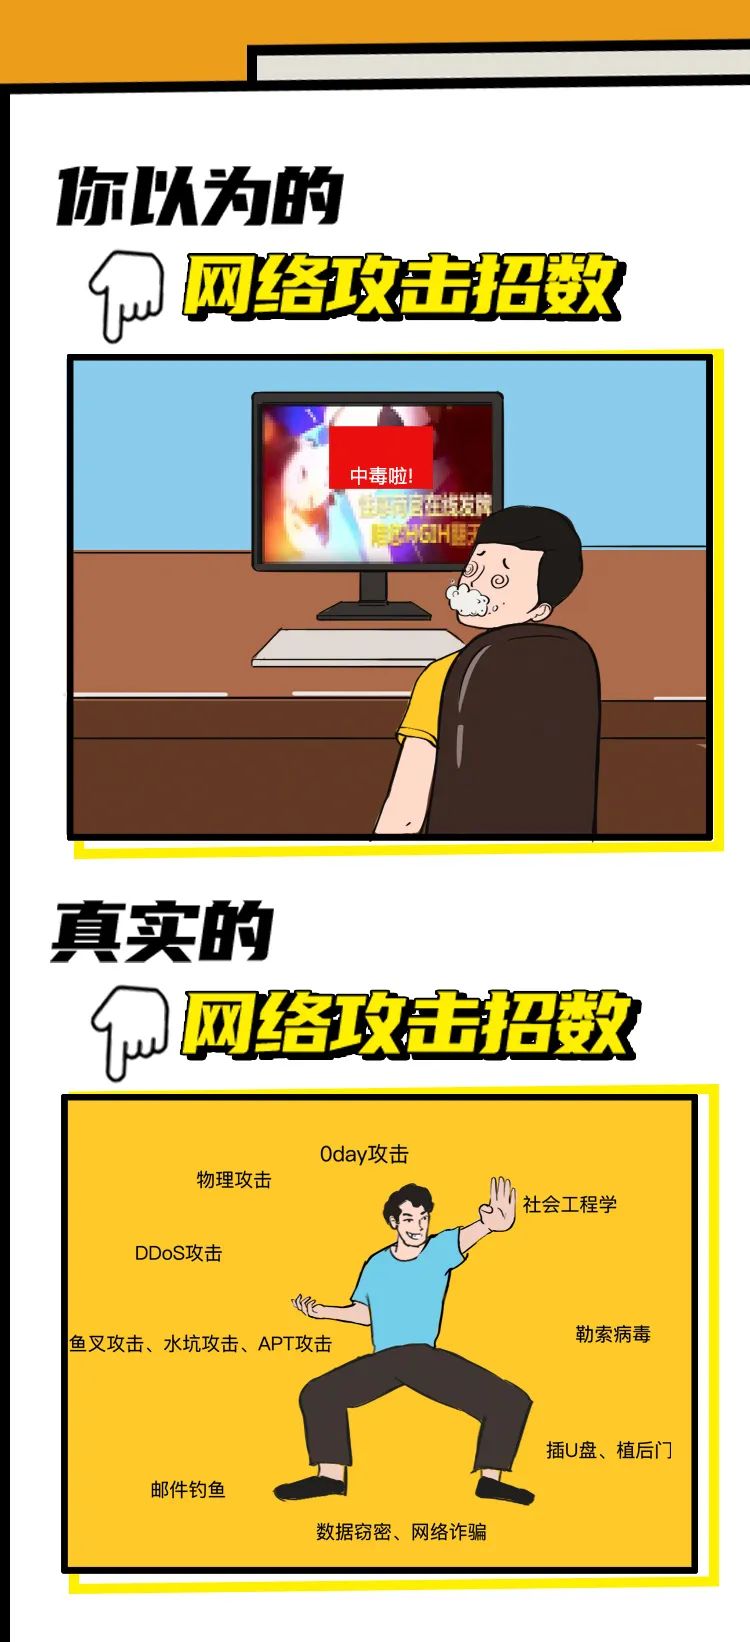 你以为的
网络攻击招数
中毒啦!
在线发牌
真实的
网络攻击招数
0day攻击
物理攻击
社会工程学
DDoS攻击
勒索病毒
鱼叉攻击、水坑攻击、APT攻击
插U盘、植后门
邮件钓鱼
数据窃密、网络诈骗